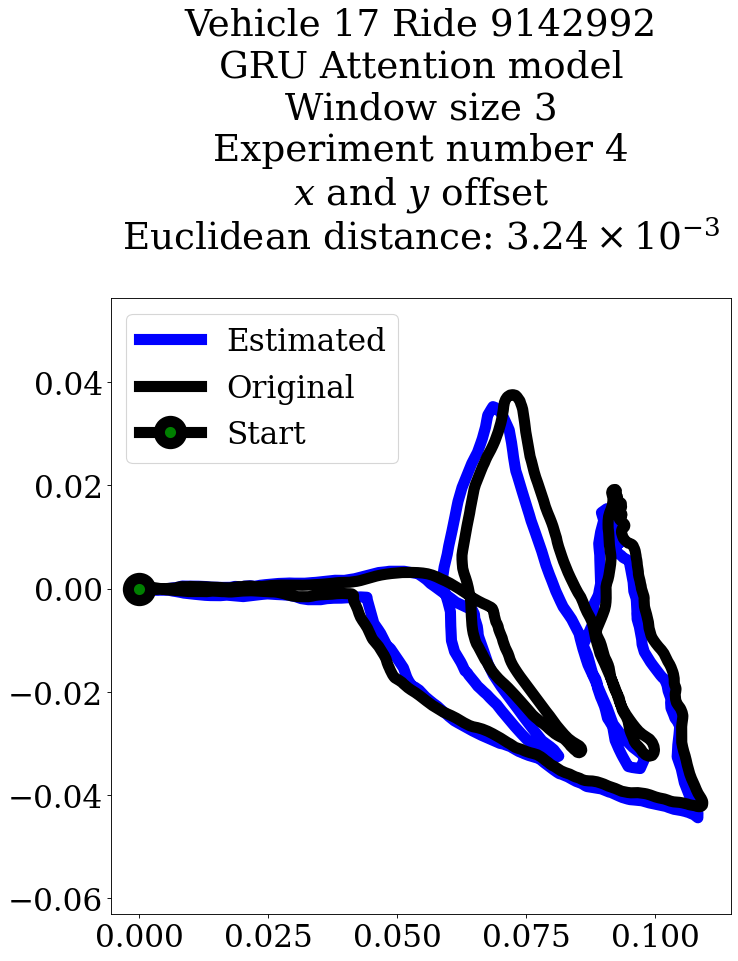 Vehicle 17 Ride 9142992
GRU Attention model
Window size 3
Experiment number 4
x and y offset
Euclidean distance: 3.24 × 10⁻³
Estimated
Original
Start
0.04
0.02
0.00
−0.02
−0.04
−0.06
0.000 0.025 0.050 0.075 0.100